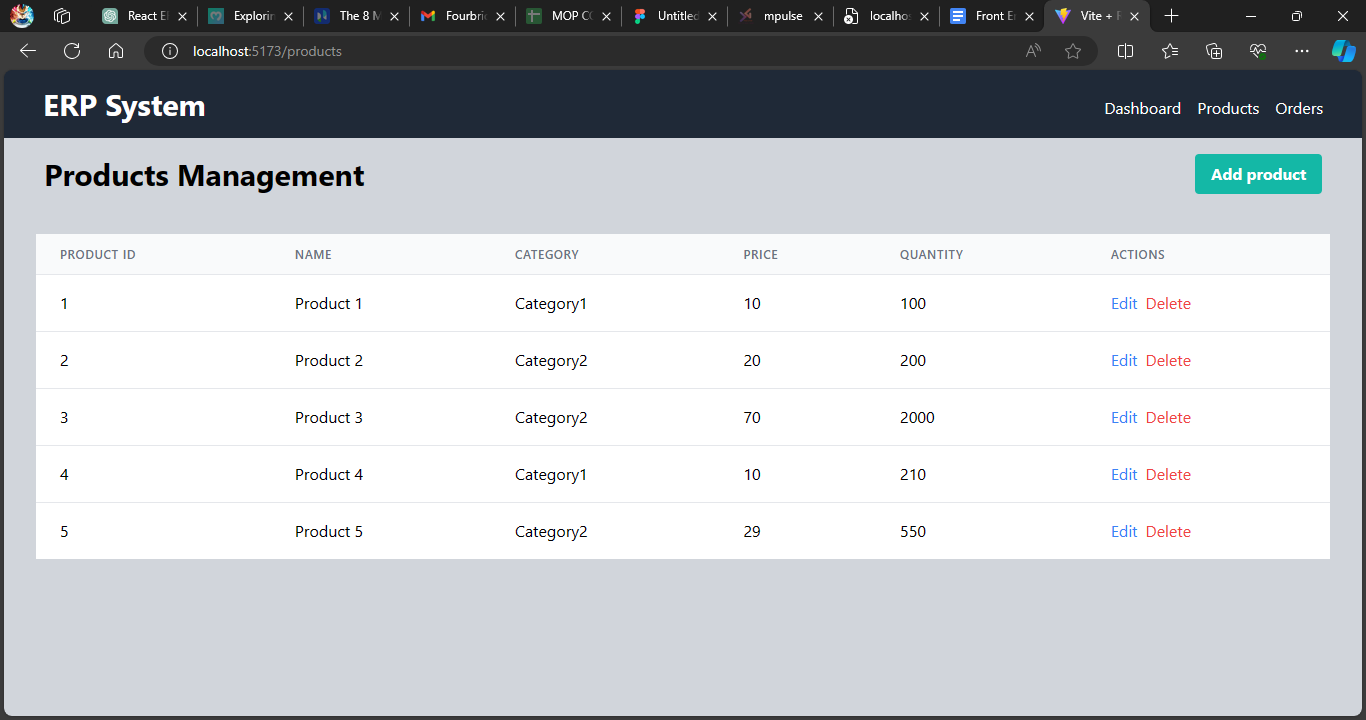 React E
Explorin
The 8 M
Fourbric
MOP CO
Untitled
mpulse
localhos
Front E
Vite + R
localhost:5173/products
ERP System
Dashboard Products Orders
Products Management
Add product
PRODUCT ID NAME CATEGORY PRICE QUANTITY ACTIONS
1 Product 1 Category1 10 100 Edit Delete
2 Product 2 Category2 20 200 Edit Delete
3 Product 3 Category2 70 2000 Edit Delete
4 Product 4 Category1 10 210 Edit Delete
5 Product 5 Category2 29 550 Edit Delete